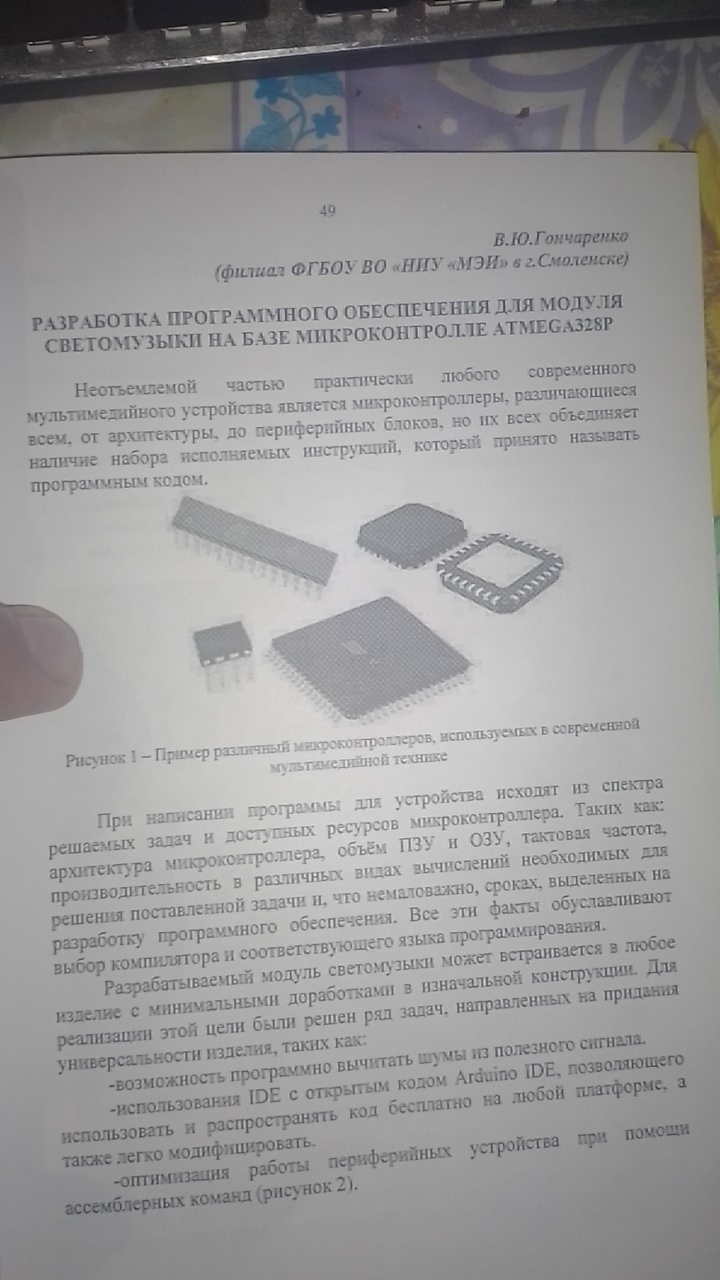 49
В.Ю.Гончаренко
(филиал ФГБОУ ВО «НИУ «МЭИ» в г.Смоленске)
РАЗРАБОТКА ПРОГРАММНОГО ОБЕСПЕЧЕНИЯ ДЛЯ МОДУЛЯ
СВЕТОМУЗЫКИ НА БАЗЕ МИКРОКОНТРОЛЛЕ ATMEGA328P
Неотъемлемой частью практически любого современного
мультимедийного устройства является микроконтроллеры, различающиеся
всем, от архитектуры, до периферийных блоков, но их всех объединяет
наличие набора исполняемых инструкций, который принято называть
программным кодом.
Рисунок 1 – Пример различный микроконтроллеров, используемых в современной
мультимедийной технике
При написании программы для устройства исходят из спектра
решаемых задач и доступных ресурсов микроконтроллера. Таких как:
архитектура микроконтроллера, объём ПЗУ и ОЗУ, тактовая частота,
производительность в различных видах вычислений необходимых для
решения поставленной задачи и, что немаловажно, сроках, выделенных на
разработку программного обеспечения. Все эти факты обуславливают
выбор компилятора и соответствующего языка программирования.
Разрабатываемый модуль светомузыки может встраивается в любое
изделие с минимальными доработками в изначальной конструкции. Для
реализации этой цели были решен ряд задач, направленных на придания
универсальности изделия, таких как:
-возможность программно вычитать шумы из полезного сигнала.
-использования IDE с открытым кодом Arduino IDE, позволяющего
использовать и распространять код бесплатно на любой платформе, а
также легко модифицировать.
-оптимизация работы периферийных устройства при помощи
ассемблерных команд (рисунок 2).